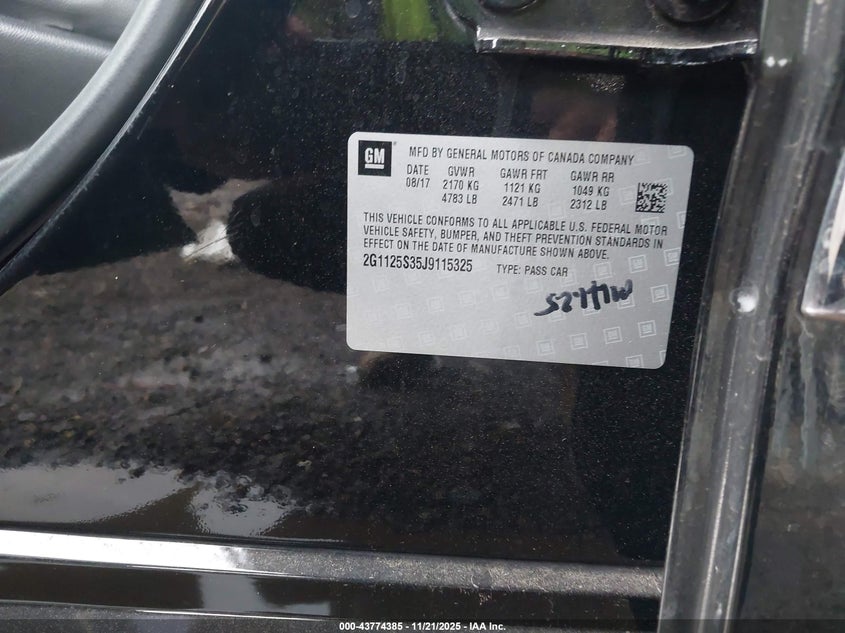 GM
MFD BY GENERAL MOTORS OF CANADA COMPANY
DATE GVWR GAWR FRT GAWR RR
08/17 2170 KG 1121 KG 1049 KG
4783 LB 2471 LB 2312 LB
THIS VEHICLE CONFORMS TO ALL APPLICABLE U.S. FEDERAL MOTOR
VEHICLE SAFETY, BUMPER, AND THEFT PREVENTION STANDARDS IN
EFFECT ON THE DATE OF MANUFACTURE SHOWN ABOVE.
2G1125S35J9115325 TYPE: PASS CAR
000-43774385 - 11/21/2025 - IAA Inc.